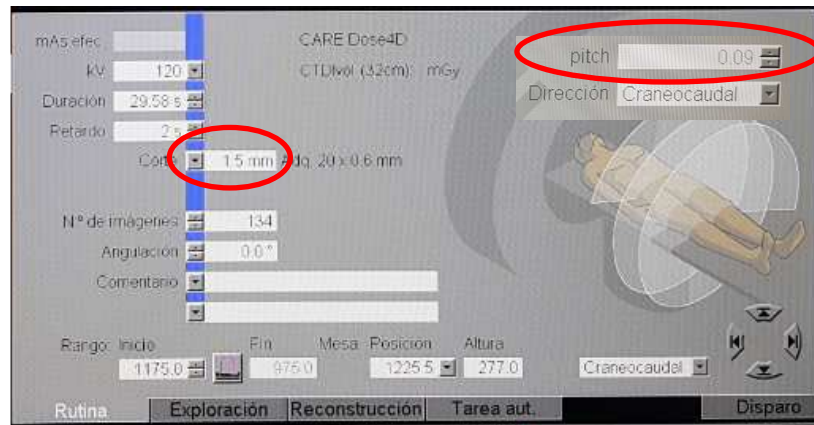 mAs efec.
CARE Dose4D
pitch 0.09
kV 120
CTDIvol (32cm): mGy
Dirección Craneocaudal
Duración 29.58 s
Retardo 2 s
Corte 1.5 mm Adq. 20 x 0.6 mm
Nº de imágenes 134
Angulación 0.0 °
Comentario
Rango: Inicio Fin Mesa: Posición Altura
1175.0 975.0 1225.5 277.0 Craneocaudal
Rutina Exploración Reconstrucción Tarea aut. Disparo